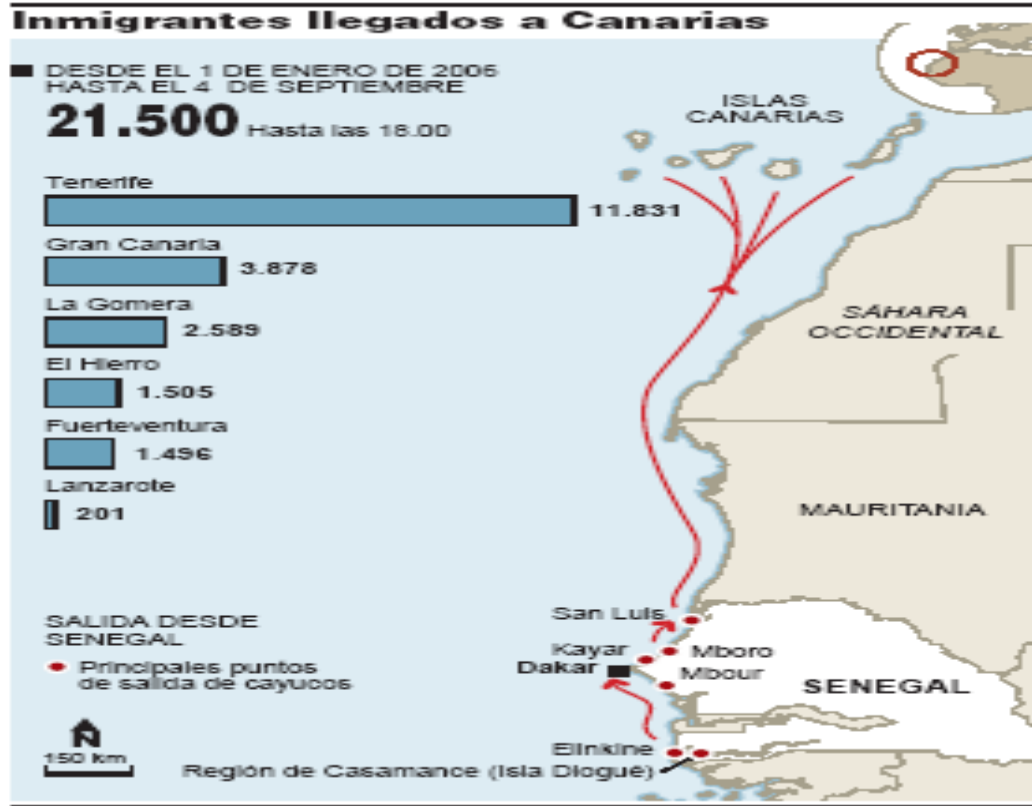 Inmigrantes llegados a Canarias
DESDE EL 1 DE ENERO DE 2006
HASTA EL 4 DE SEPTIEMBRE
21.500 Hasta las 18.00
Tenerife
11.831
Gran Canaria
3.878
La Gomera
2.589
El Hierro
1.505
Fuerteventura
1.496
Lanzarote
201
ISLAS
CANARIAS
SÁHARA
OCCIDENTAL
MAURITANIA
SALIDA DESDE
SENEGAL
Principales puntos
de salida de cayucos
N
150 km
San Luis
Kayar
Mboro
Dakar
Mbour
SENEGAL
Elinkine
Región de Casamance (Isla Diogué)